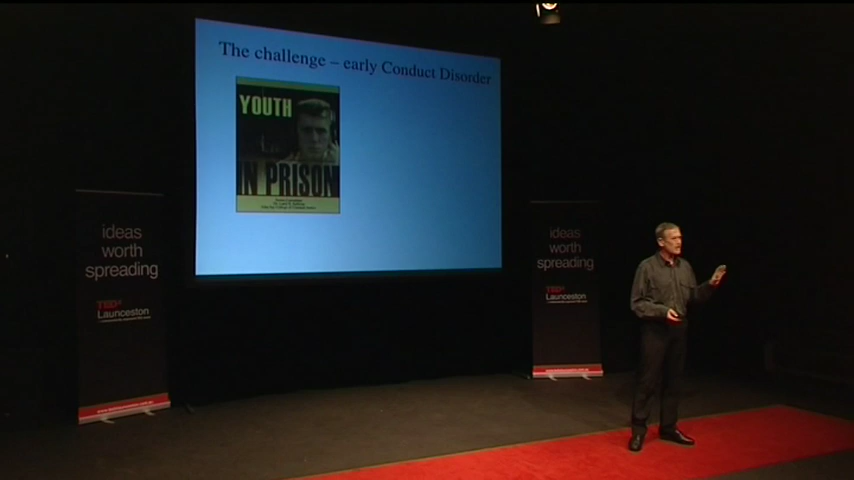 The challenge – early Conduct Disorder
YOUTH
IN PRISON
ideas
worth
spreading
TEDx
Launceston
ideas
worth
spreading
TEDx
Launceston